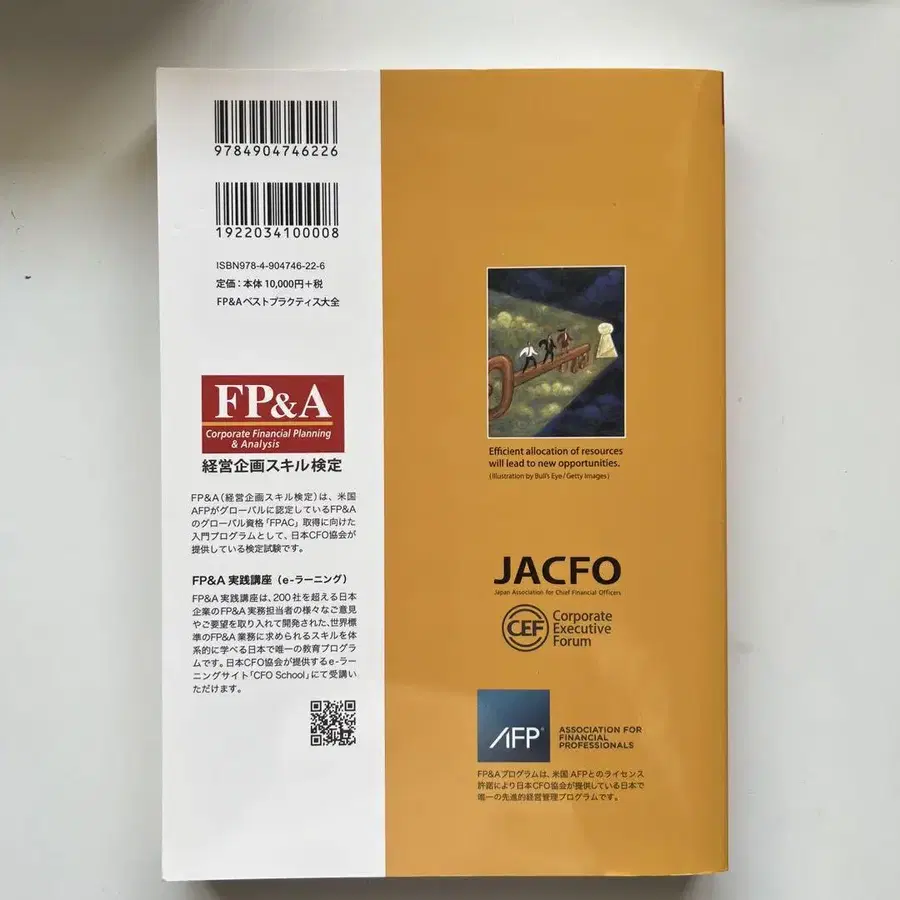 9784904746226
1922034100008
ISBN978-4-904746-22-6
定価：本体 10,000円＋税
FP&Aベストプラクティス大全
FP&A
Corporate Financial Planning
& Analysis
経営企画スキル検定
FP&A（経営企画スキル検定）は、米国
AFPがグローバルに認定しているFP&A
のグローバル資格「FPAC」取得に向けた
入門プログラムとして、日本CFO協会が
提供している検定試験です。
FP&A 実践講座（e-ラーニング）
FP&A 実践講座は、200 社を超える日本
企業のFP&A 実務担当者の様々なご意見
やご要望を取り入れて開発された、世界標
準のFP&A 業務に求められるスキルを体
系的に学べる日本で唯一の教育プログラ
ムです。日本CFO協会が提供するe-ラー
ニングサイト「CFO School」にて受講い
ただけます。
Efficient allocation of resources
will lead to new opportunities.
(Illustration by Bull's Eye / Getty Images)
JACFO
Japan Association for Chief Financial Officers
CEF
Corporate
Executive
Forum
AFP®
ASSOCIATION FOR
FINANCIAL
PROFESSIONALS
FP&Aプログラムは、米国 AFPとのライセンス
許諾により日本CFO協会が提供している日本で
唯一の先進的経営管理プログラムです。